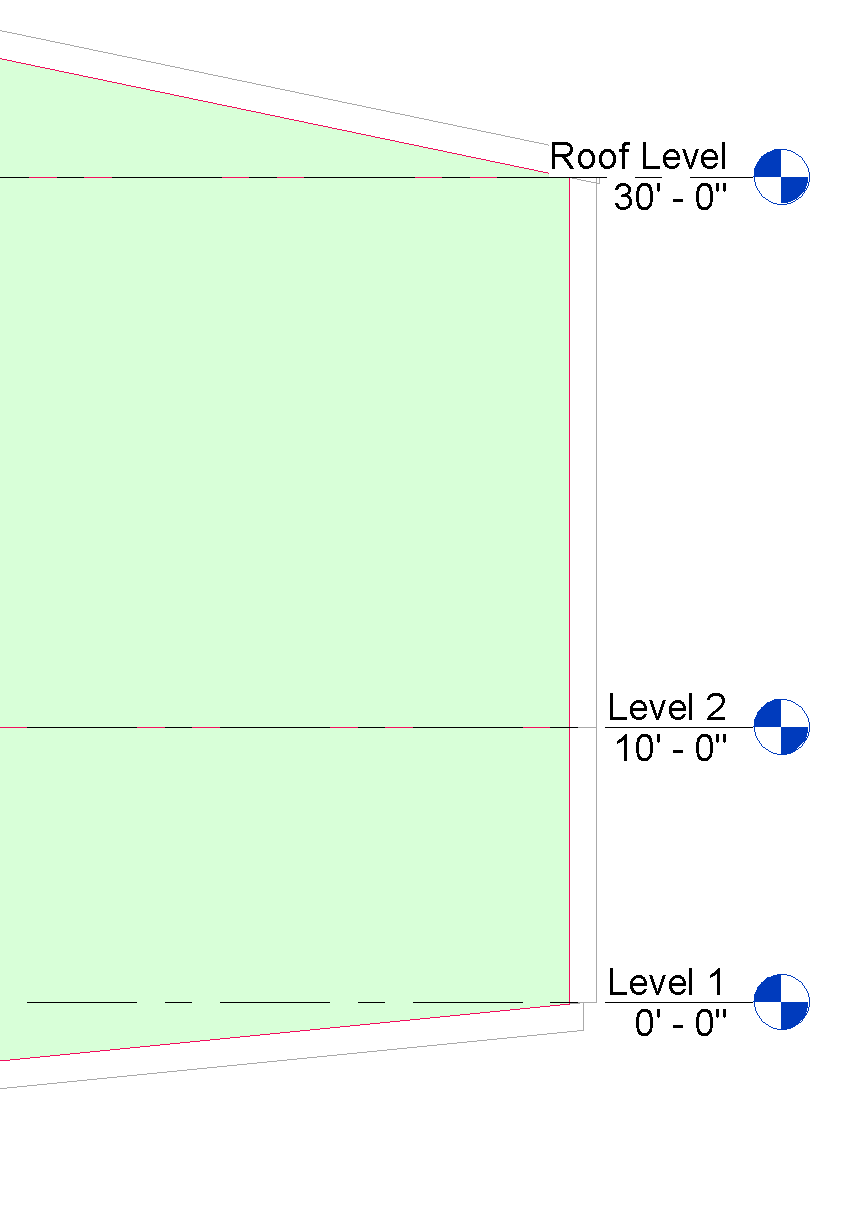 Roof Level
30' - 0"
Level 2
10' - 0"
Level 1
0' - 0"